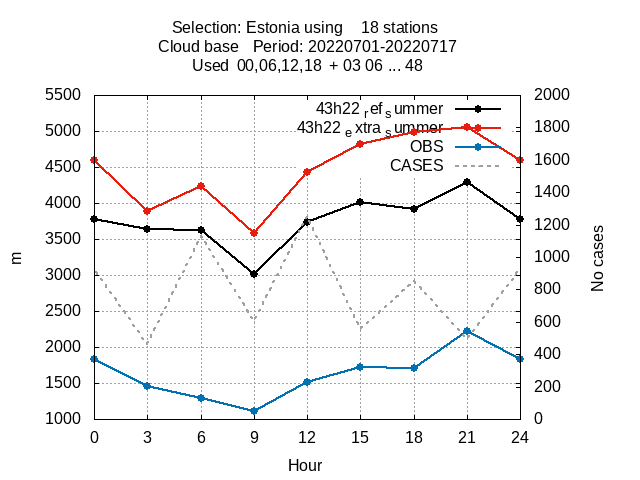 Selection: Estonia using    18 stations
Cloud base   Period: 20220701-20220717
Used  00,06,12,18  + 03 06 ... 48
5500
5000
4500
4000
3500
3000
2500
2000
1500
1000
m
2000
1800
1600
1400
1200
1000
800
600
400
200
0
No cases
43h22 ref summer
43h22 extra summer
OBS
CASES
0 3 6 9 12 15 18 21 24
Hour